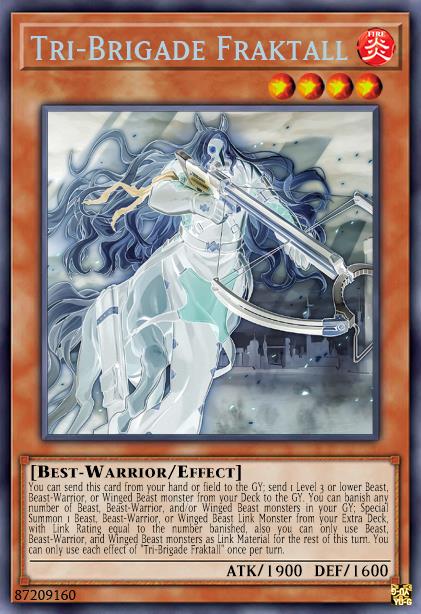 TRI-BRIGADE FRAKTALL
FIRE
炎
[BEST-WARRIOR/EFFECT]
You can send this card from your hand or field to the GY; send 1 Level 3 or lower Beast,
Beast-Warrior, or Winged Beast monster from your Deck to the GY. You can banish any
number of Beast, Beast-Warrior, and/or Winged Beast monsters in your GY; Special
Summon 1 Beast, Beast-Warrior, or Winged Beast Link Monster from your Extra Deck,
with Link Rating equal to the number banished, also you can only use Beast,
Beast-Warrior, and Winged Beast monsters as Link Material for the rest of this turn. You
can only use each effect of "Tri-Brigade Fraktall" once per turn.
ATK/1900 DEF/1600
87209160